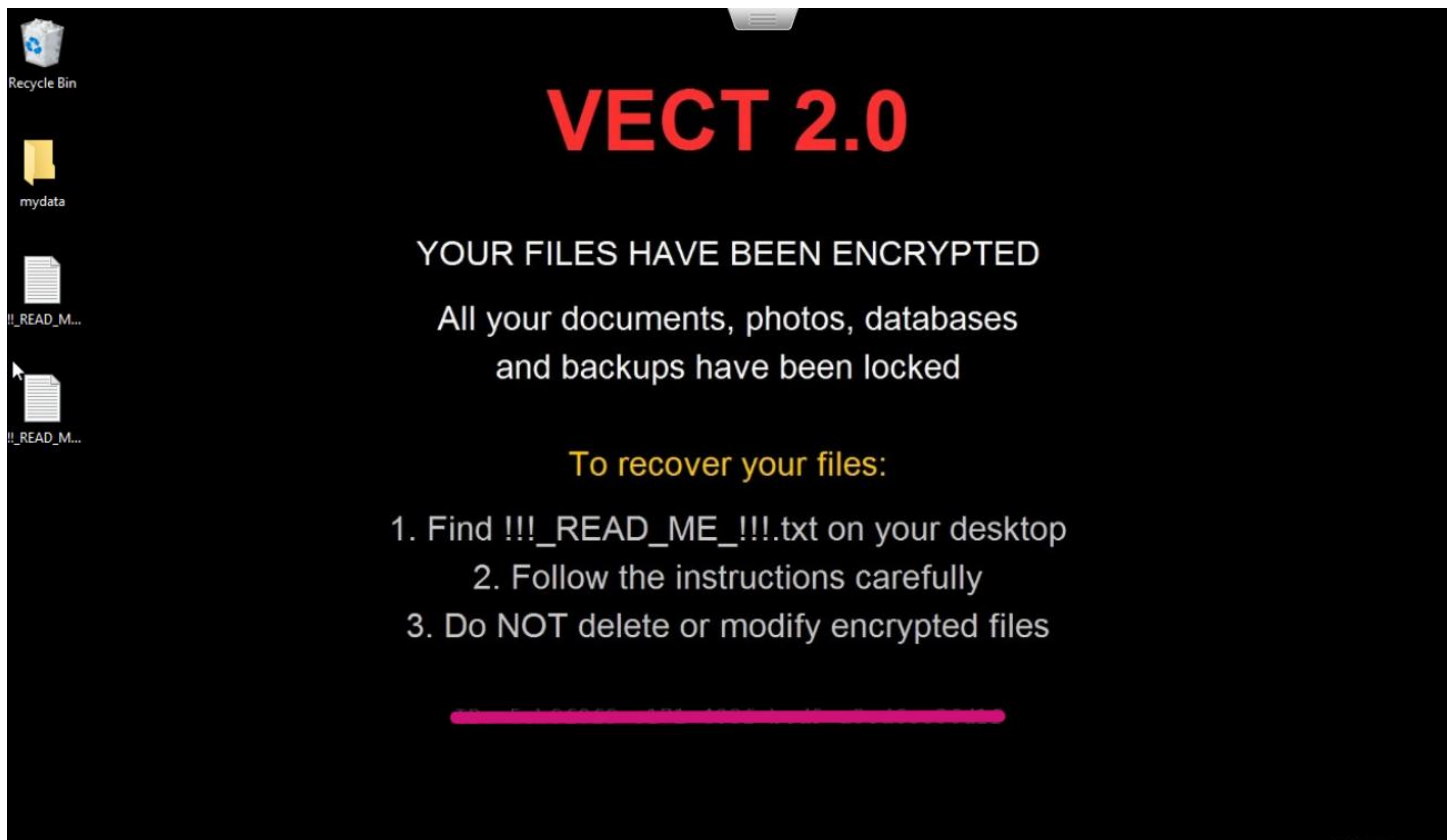 Recycle Bin
mydata
!!_READ_M...
!!_READ_M...
VECT 2.0
YOUR FILES HAVE BEEN ENCRYPTED
All your documents, photos, databases
and backups have been locked
To recover your files:
1. Find !!!_READ_ME_!!!.txt on your desktop
2. Follow the instructions carefully
3. Do NOT delete or modify encrypted files